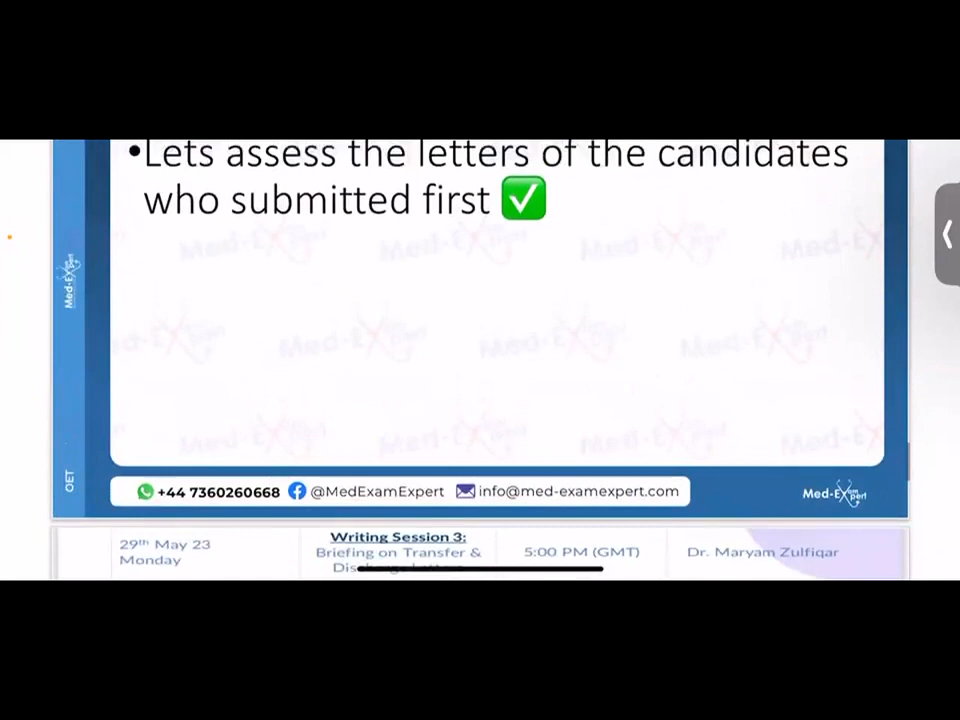 •Lets assess the letters of the candidates
who submitted first ✅
Med-Expert
OET
+44 7360260668 @MedExamExpert info@med-examexpert.com
Med-Expert
29th May 23
Monday
Writing Session 3:
Briefing on Transfer &
5:00 PM (GMT)
Dr. Maryam Zulfiqar